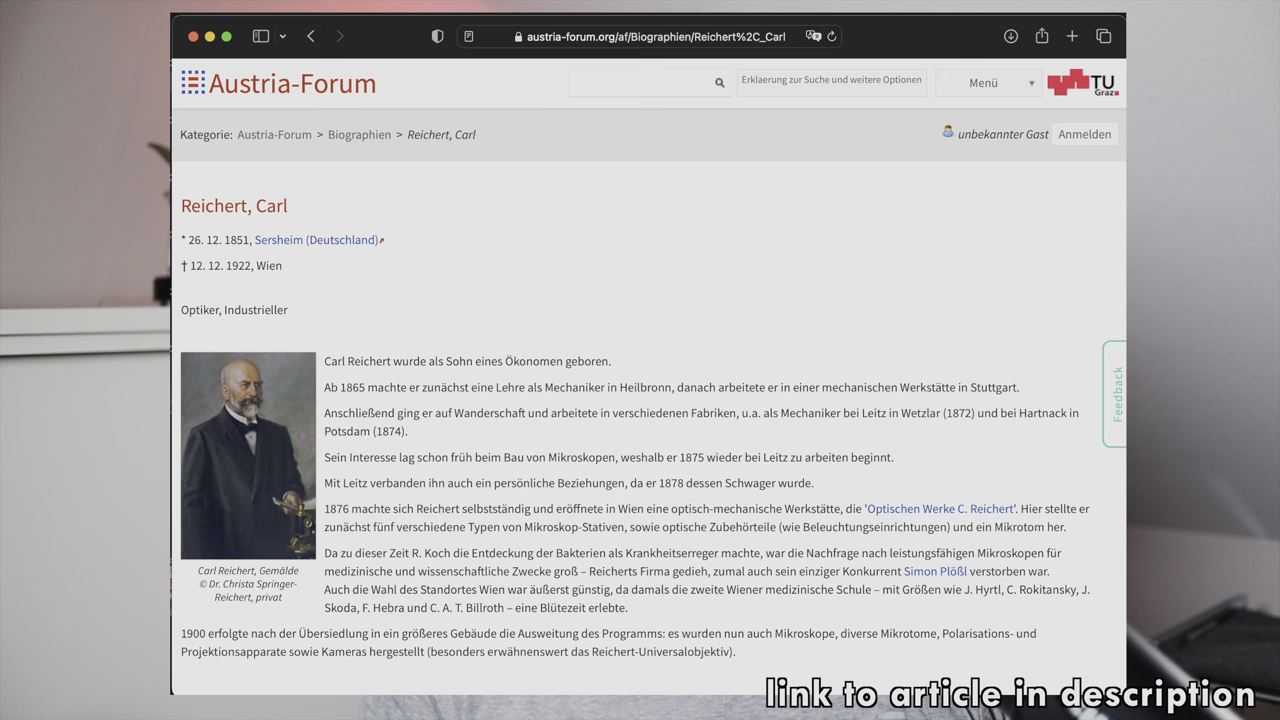 austria-forum.org/af/Biographien/Reichert%2C_Carl
Austria-Forum
Erklaerung zur Suche und weitere Optionen
Menü
TU
Graz
Kategorie: Austria-Forum > Biographien > Reichert, Carl
unbekannter Gast
Anmelden
Reichert, Carl
* 26. 12. 1851, Sersheim (Deutschland)
† 12. 12. 1922, Wien
Optiker, Industrieller
Carl Reichert wurde als Sohn eines Ökonomen geboren.
Ab 1865 machte er zunächst eine Lehre als Mechaniker in Heilbronn, danach arbeitete er in einer mechanischen Werkstätte in Stuttgart.
Anschließend ging er auf Wanderschaft und arbeitete in verschiedenen Fabriken, u.a. als Mechaniker bei Leitz in Wetzlar (1872) und bei Hartnack in
Potsdam (1874).
Sein Interesse lag schon früh beim Bau von Mikroskopen, weshalb er 1875 wieder bei Leitz zu arbeiten beginnt.
Mit Leitz verbanden ihn auch ein persönliche Beziehungen, da er 1878 dessen Schwager wurde.
1876 machte sich Reichert selbstständig und eröffnete in Wien eine optisch-mechanische Werkstätte, die 'Optischen Werke C. Reichert'. Hier stellte er
zunächst fünf verschiedene Typen von Mikroskop-Stativen, sowie optische Zubehörteile (wie Beleuchtungseinrichtungen) und ein Mikrotom her.
Da zu dieser Zeit R. Koch die Entdeckung der Bakterien als Krankheitserreger machte, war die Nachfrage nach leistungsfähigen Mikroskopen für
medizinische und wissenschaftliche Zwecke groß – Reicherts Firma gedieh, zumal auch sein einziger Konkurrent Simon Plößl verstorben war.
Auch die Wahl des Standortes Wien war äußerst günstig, da damals die zweite Wiener medizinische Schule – mit Größen wie J. Hyrtl, C. Rokitansky, J.
Skoda, F. Hebra und C. A. T. Billroth – eine Blütezeit erlebte.
Carl Reichert, Gemälde
© Dr. Christa Springer-
Reichert, privat
1900 erfolgte nach der Übersiedlung in ein größeres Gebäude die Ausweitung des Programms: es wurden nun auch Mikroskope, diverse Mikrotome, Polarisations- und
Projektionsapparate sowie Kameras hergestellt (besonders erwähnenswert das Reichert-Universalobjektiv).
Feedback
link to article in description